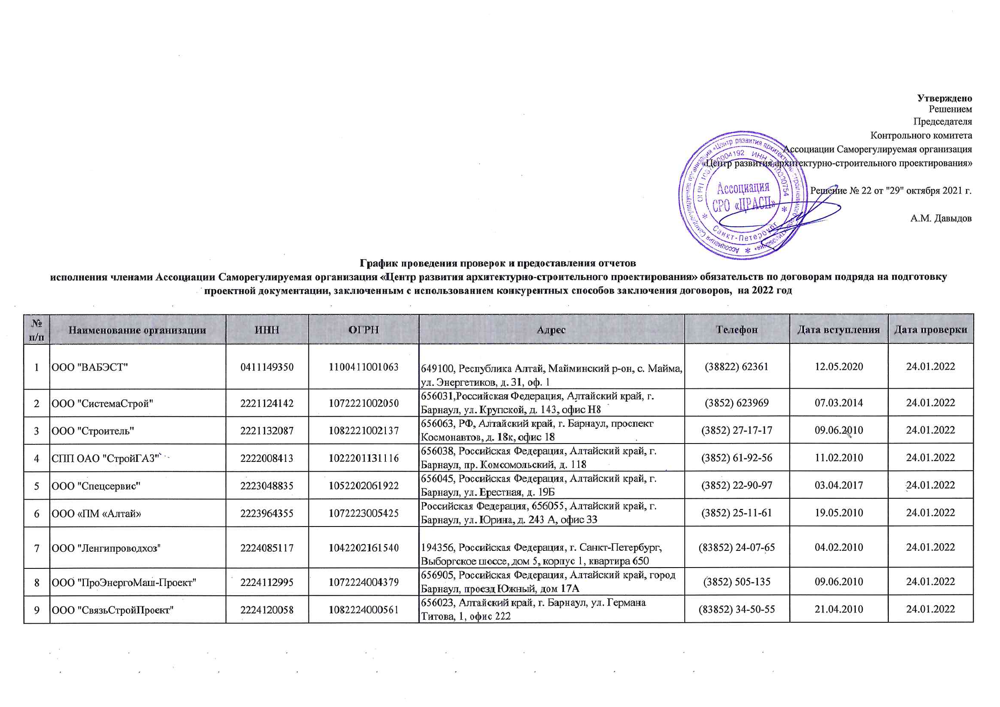 Утверждено
Решением
Председателя
Контрольного комитета
Ассоциации Саморегулируемая организация
«Центр развития архитектурно-строительного проектирования»
Решение № 22 от "29" октября 2021 г.
А.М. Давыдов
Ассоциация Саморегулируемая организация «Центр развития архитектурно-строительного проектирования»
ИНН
Ассоциация
СРО «ЦРАСП»
Санкт-Петербург
График проведения проверок и предоставления отчетов
исполнения членами Ассоциации Саморегулируемая организация «Центр развития архитектурно-строительного проектирования» обязательств по договорам подряда на подготовку
проектной документации, заключенным с использованием конкурентных способов заключения договоров, на 2022 год
№ п/п Наименование организации ИНН ОГРН Адрес Телефон Дата вступления Дата проверки
1 ООО "ВАБЭСТ" 0411149350 1100411001063 649100, Республика Алтай, Майминский р-он, с. Майма,
ул. Энергетиков, д. 31, оф. 1 (38822) 62361 12.05.2020 24.01.2022
2 ООО "СистемаСтрой" 2221124142 1072221002050 656031,Российская Федерация, Алтайский край, г.
Барнаул, ул. Крупской, д. 143, офис Н8 (3852) 623969 07.03.2014 24.01.2022
3 ООО "Строитель" 2221132087 1082221002137 656063, РФ, Алтайский край, г. Барнаул, проспект
Космонавтов, д. 18к, офис 18 (3852) 27-17-17 09.06.2010 24.01.2022
4 СПП ОАО "СтройГАЗ" 2222008413 1022201131116 656038, Российская Федерация, Алтайский край, г.
Барнаул, пр. Комсомольский, д. 118 (3852) 61-92-56 11.02.2010 24.01.2022
5 ООО "Спецсервис" 2223048835 1052202061922 656045, Российская Федерация, Алтайский край, г.
Барнаул, ул. Ерестная, д. 19Б (3852) 22-90-97 03.04.2017 24.01.2022
6 ООО «ПМ «Алтай» 2223964355 1072223005425 Российская Федерация, 656055, Алтайский край, г.
Барнаул, ул. Юрина, д. 243 А, офис 33 (3852) 25-11-61 19.05.2010 24.01.2022
7 ООО "Ленгипроводхоз" 2224085117 1042202161540 194356, Российская Федерация, г. Санкт-Петербург,
Выборгское шоссе, дом 5, корпус 1, квартира 650 (83852) 24-07-65 04.02.2010 24.01.2022
8 ООО "ПроЭнергоМаш-Проект" 2224112995 1072224004379 656905, Российская Федерация, Алтайский край, город
Барнаул, проезд Южный, дом 17А (3852) 505-135 09.06.2010 24.01.2022
9 ООО "СвязьСтройПроект" 2224120058 1082224000561 656023, Алтайский край, г. Барнаул, ул. Германа
Титова, 1, офис 222 (83852) 34-50-55 21.04.2010 24.01.2022